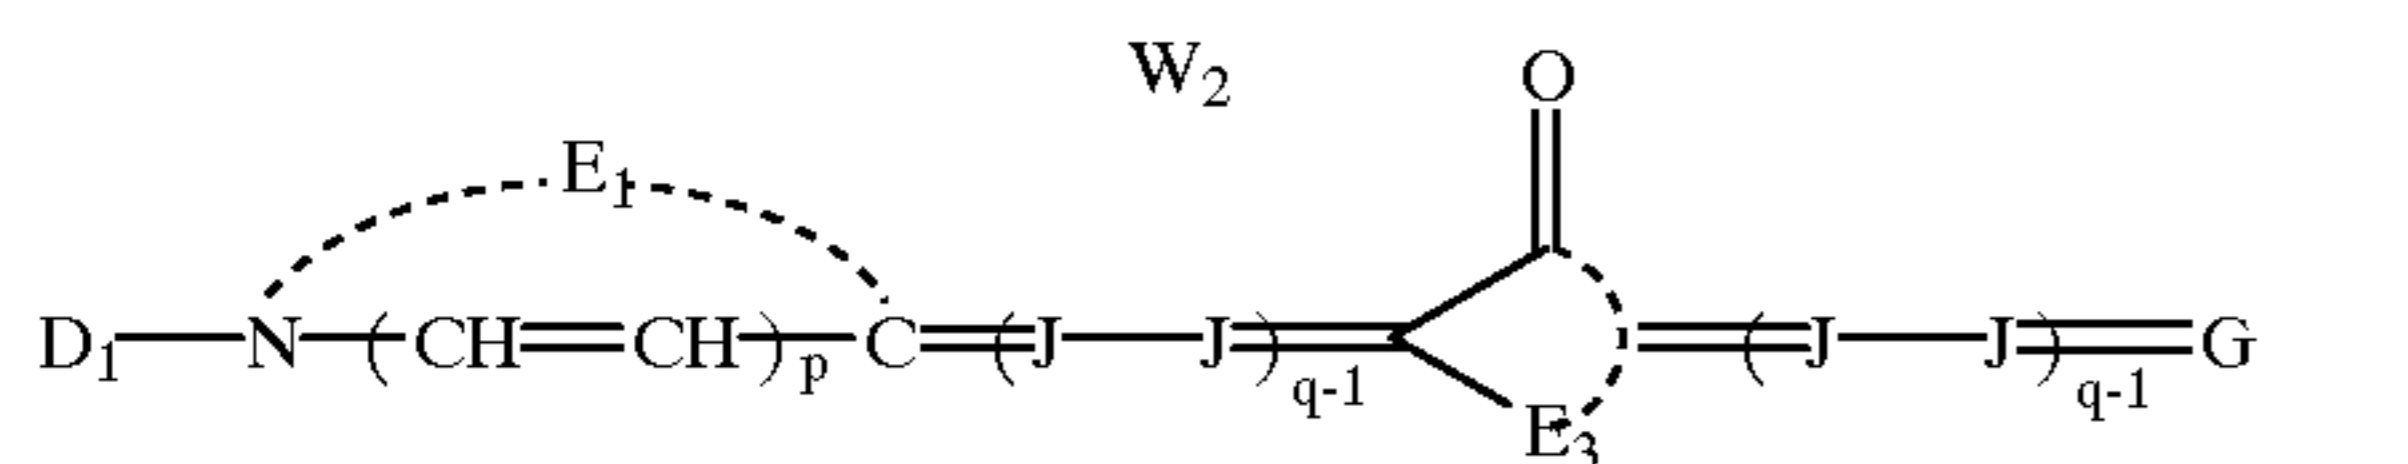 W2
O
E1
D1—N—(CH=CH)p—C=(J—J)q-1= =(J—J)q-1=G
E3